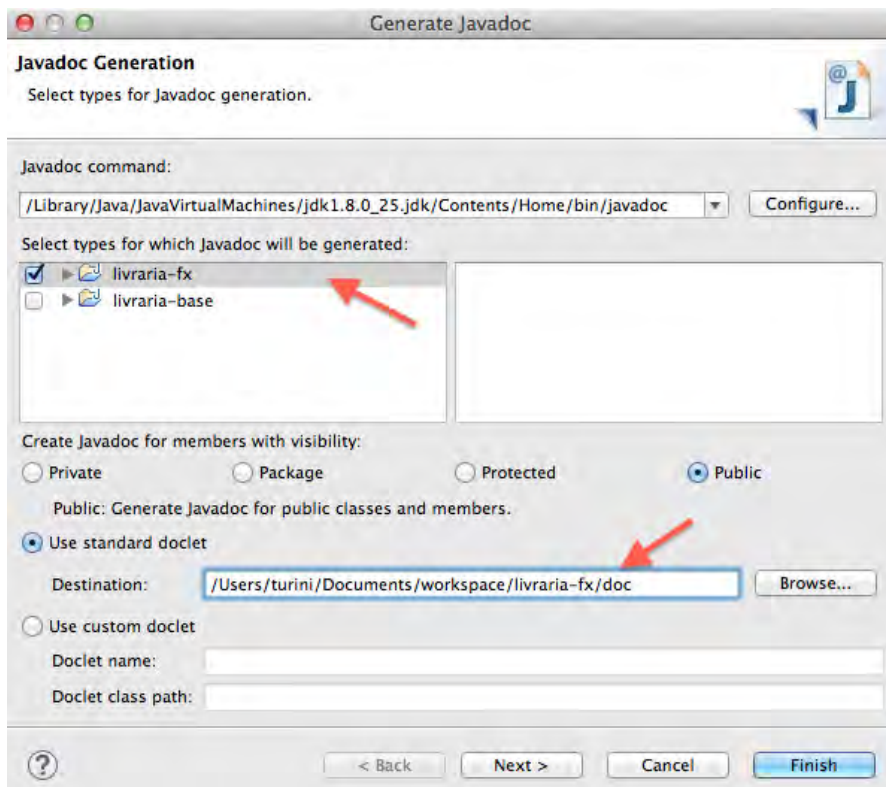 Generate Javadoc
Javadoc Generation
Select types for Javadoc generation.
@
J
Javadoc command:
/Library/Java/JavaVirtualMachines/jdk1.8.0_25.jdk/Contents/Home/bin/javadoc
Configure...
Select types for which Javadoc will be generated:
livraria-fx
livraria-base
Create Javadoc for members with visibility:
Private Package Protected Public
Public: Generate Javadoc for public classes and members.
Use standard doclet
Destination: /Users/turini/Documents/workspace/livraria-fx/doc Browse...
Use custom doclet
Doclet name:
Doclet class path:
? < Back Next > Cancel Finish